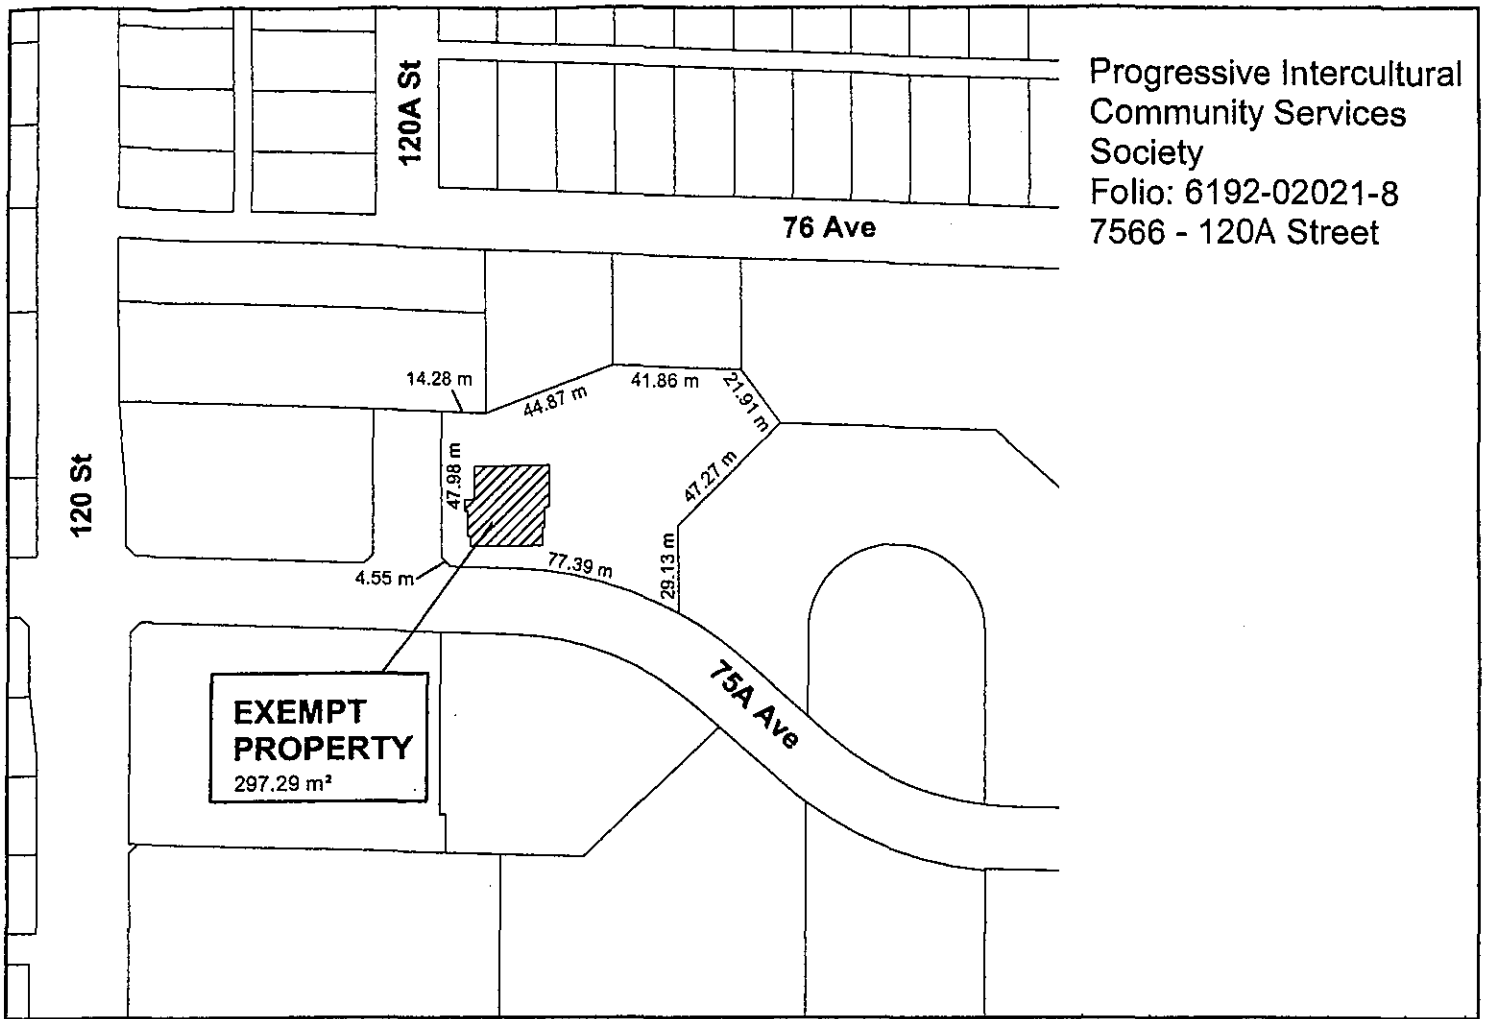 120A St
Progressive Intercultural
Community Services
Society
Folio: 6192-02021-8
7566 - 120A Street
76 Ave
14.28 m
44.87 m
41.86 m
21.91 m
120 St
47.98 m
47.27 m
4.55 m
77.39 m
29.13 m
75A Ave
EXEMPT
PROPERTY
297.29 m²